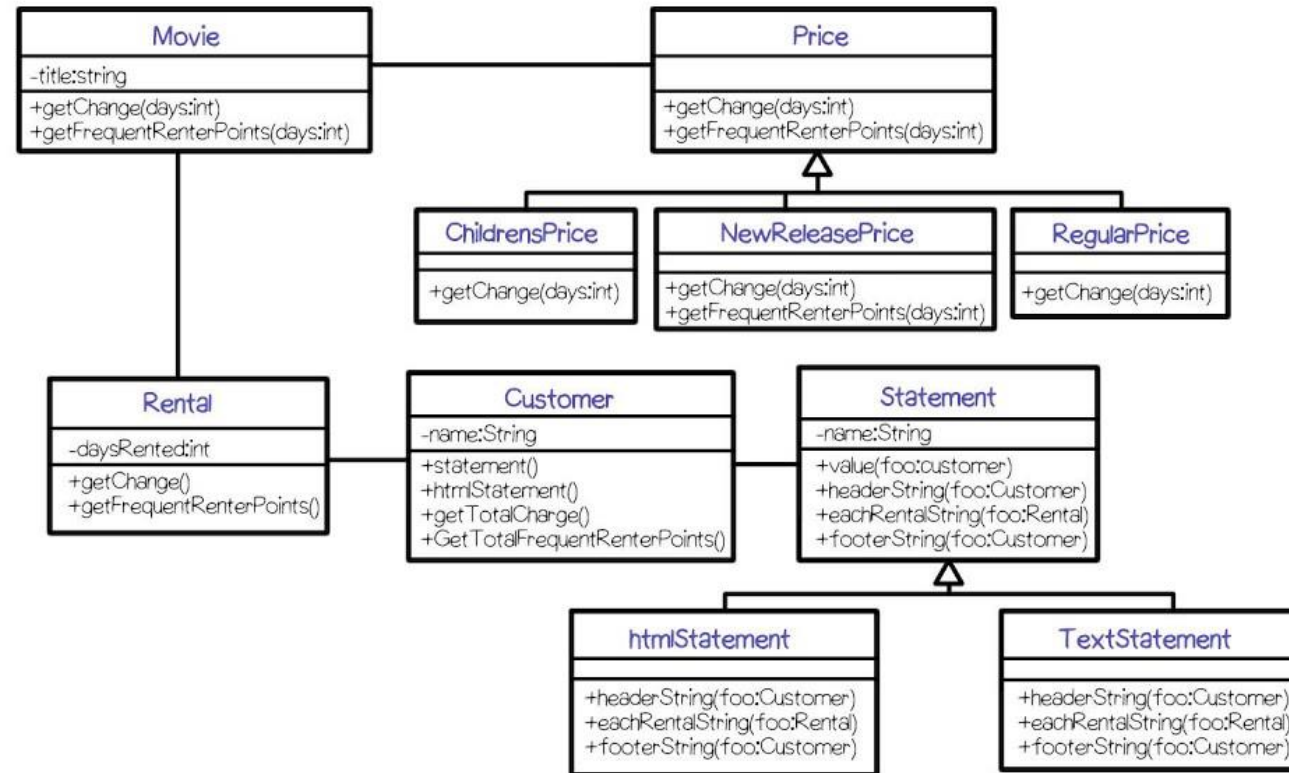 Movie
-title:string
+getChange(days:int)
+getFrequentRenterPoints(days:int)
Price
+getChange(days:int)
+getFrequentRenterPoints(days:int)
ChildrensPrice
+getChange(days:int)
NewReleasePrice
+getChange(days:int)
+getFrequentRenterPoints(days:int)
RegularPrice
+getChange(days:int)
Rental
-daysRented:int
+getChange()
+getFrequentRenterPoints()
Customer
-name:String
+statement()
+htmlStatement()
+getTotalCharge()
+GetTotalFrequentRenterPoints()
Statement
-name:String
+value(foo:customer)
+headerString(foo:Customer)
+eachRentalString(foo:Rental)
+footerString(foo:Customer)
htmlStatement
+headerString(foo:Customer)
+eachRentalString(foo:Rental)
+footerString(foo:Customer)
TextStatement
+headerString(foo:Customer)
+eachRentalString(foo:Rental)
+footerString(foo:Customer)